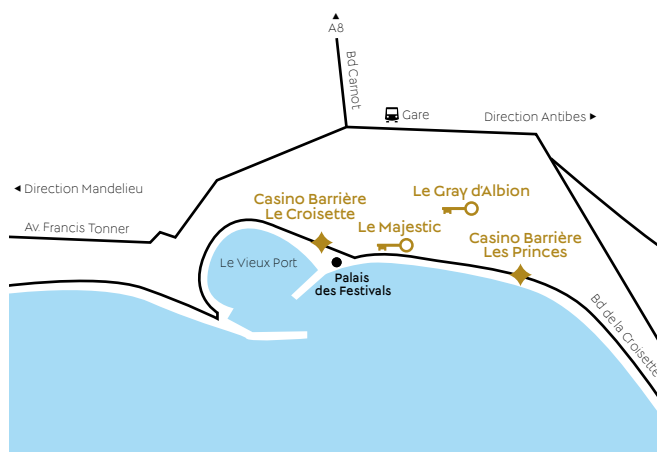 A8
Bd Carnot
Gare
Direction Antibes
Direction Mandelieu
Av. Francis Tonner
Casino Barrière
Le Croisette
Le Gray d'Albion
Le Majestic
Casino Barrière
Les Princes
Le Vieux Port
Palais
des Festivals
Bd de la Croisette